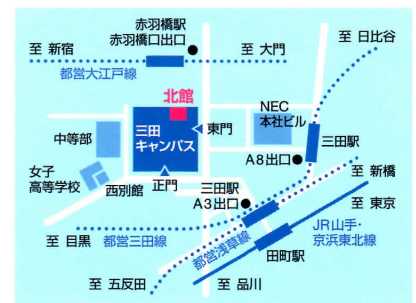 赤羽橋駅
赤羽橋口出口
至 新宿
至 大門
至 日比谷
都営大江戸線
北館
NEC
本社ビル
中等部
三田
キャンパス
東門
三田駅
A8出口
至 新橋
女子
高等学校
西別館
正門
三田駅
A3出口
至 東京
至 目黒
都営三田線
都営浅草線
JR山手・
京浜東北線
田町駅
至 五反田
至 品川